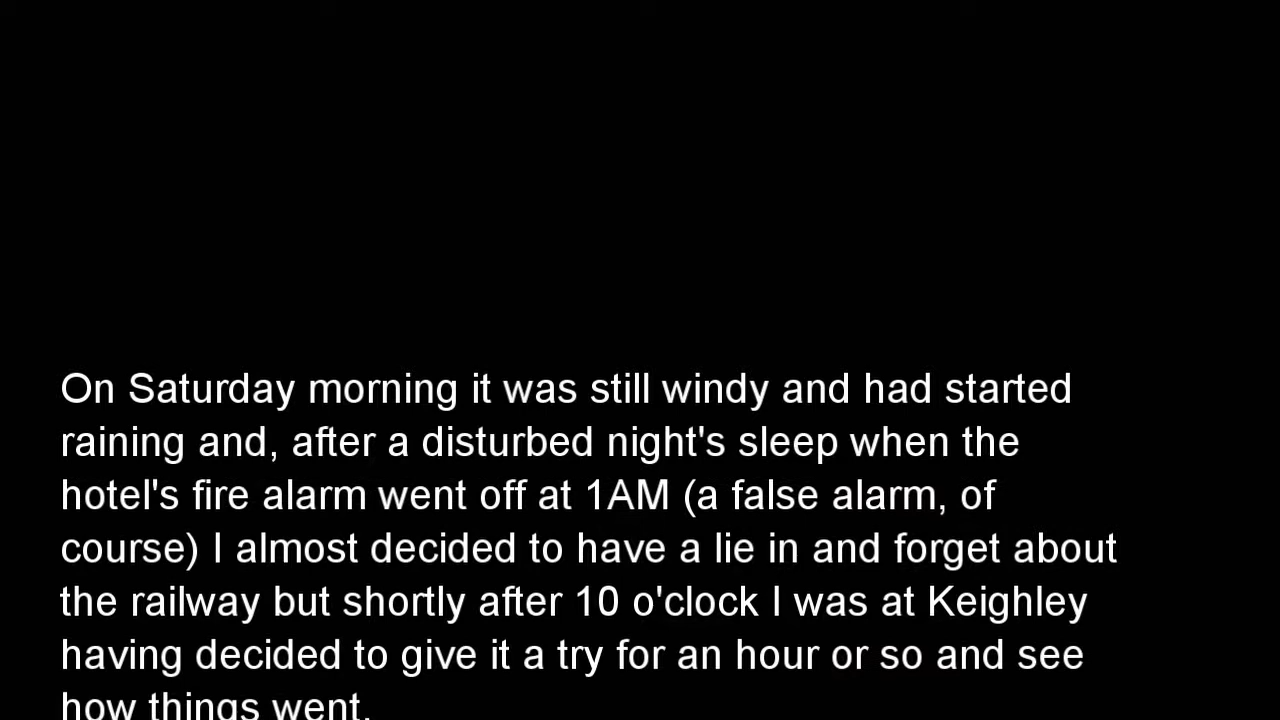 On Saturday morning it was still windy and had started
raining and, after a disturbed night's sleep when the
hotel's fire alarm went off at 1AM (a false alarm, of
course) I almost decided to have a lie in and forget about
the railway but shortly after 10 o'clock I was at Keighley
having decided to give it a try for an hour or so and see
how things went.